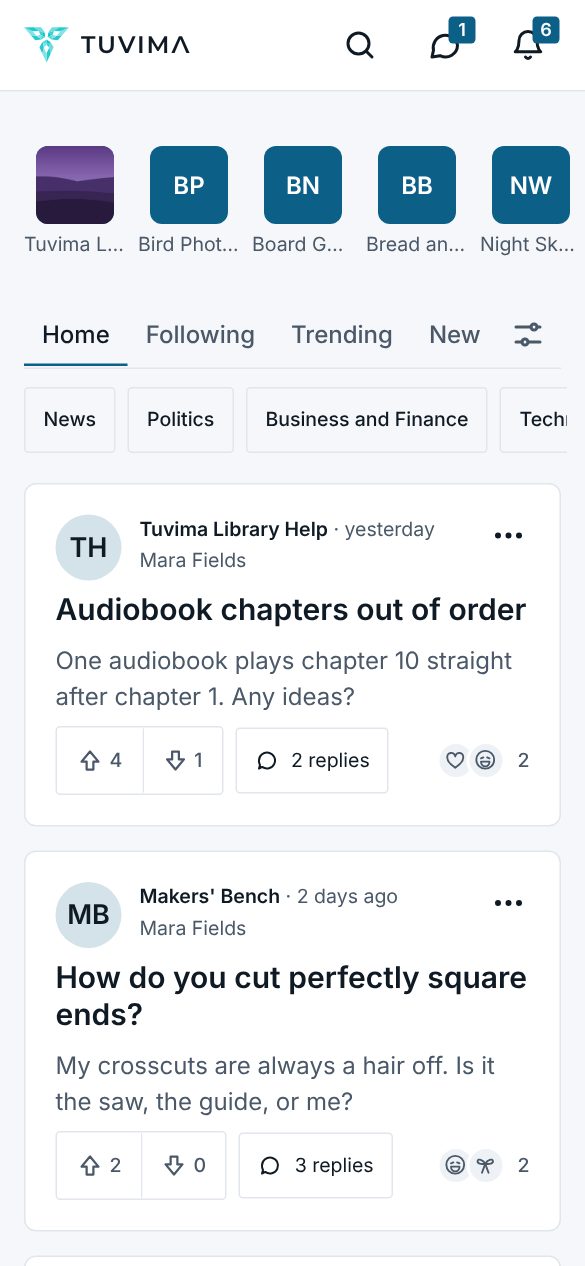 TUVIMA
1
6
BP
BN
BB
NW
Tuvima L...
Bird Phot...
Board G...
Bread an...
Night Sk...
Home
Following
Trending
New
News
Politics
Business and Finance
Techn
TH
Tuvima Library Help · yesterday
Mara Fields
Audiobook chapters out of order
One audiobook plays chapter 10 straight
after chapter 1. Any ideas?
4
1
2 replies
2
MB
Makers' Bench · 2 days ago
Mara Fields
How do you cut perfectly square
ends?
My crosscuts are always a hair off. Is it
the saw, the guide, or me?
2
0
3 replies
2